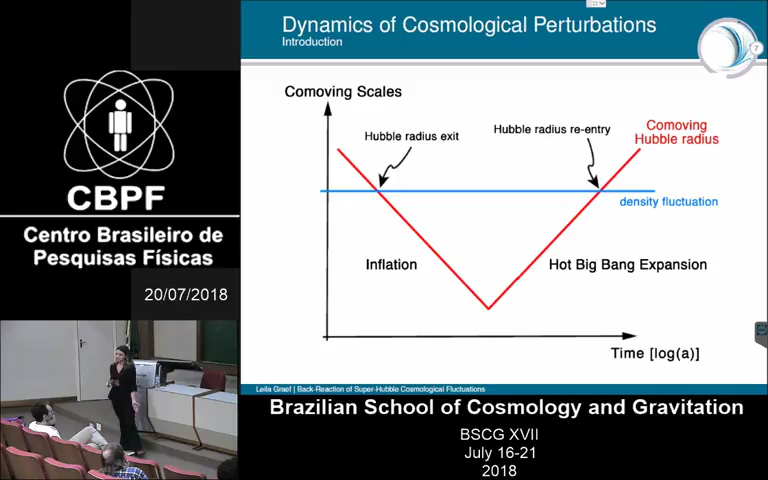 Dynamics of Cosmological Perturbations
Introduction
7
Comoving Scales
Hubble radius exit
Hubble radius re-entry
Comoving
Hubble radius
density fluctuation
Inflation
Hot Big Bang Expansion
Time [log(a)]
Leila Graef | Back-Reaction of Super-Hubble Cosmological Fluctuations
CBPF
Centro Brasileiro de
Pesquisas Físicas
20/07/2018
Brazilian School of Cosmology and Gravitation
BSCG XVII
July 16-21
2018